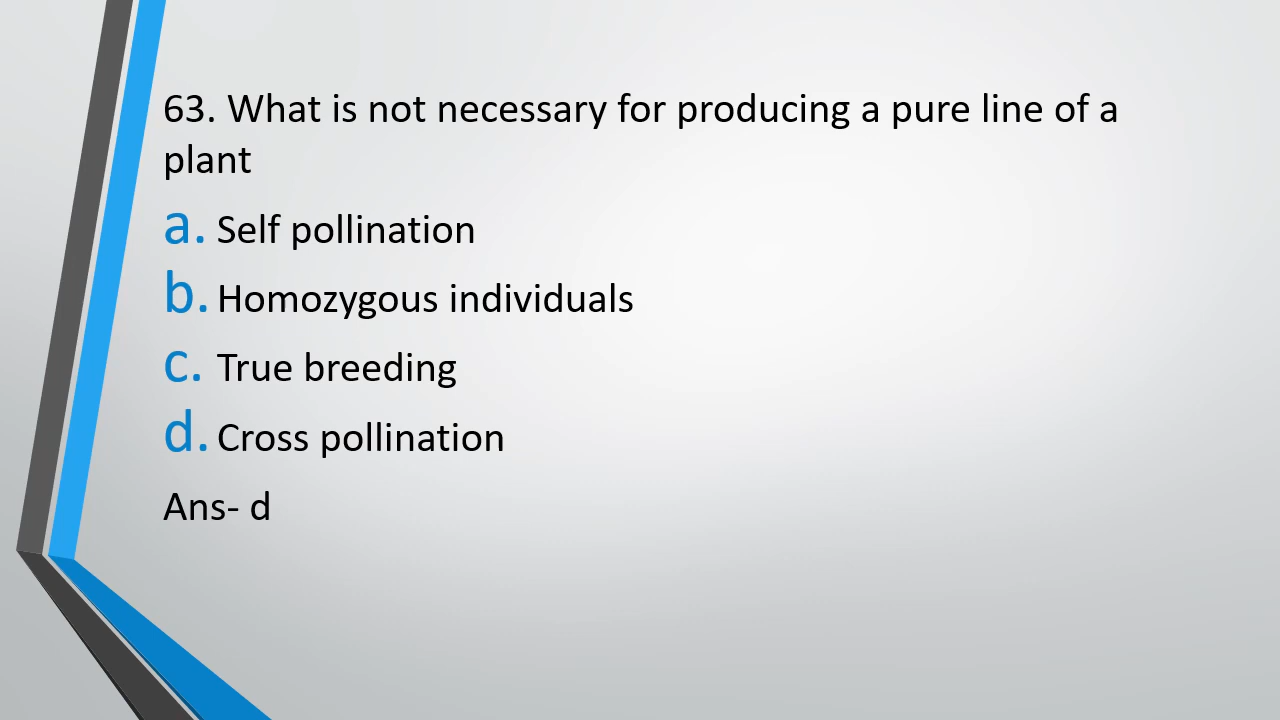 63. What is not necessary for producing a pure line of a
plant
a. Self pollination
b. Homozygous individuals
c. True breeding
d. Cross pollination
Ans- d